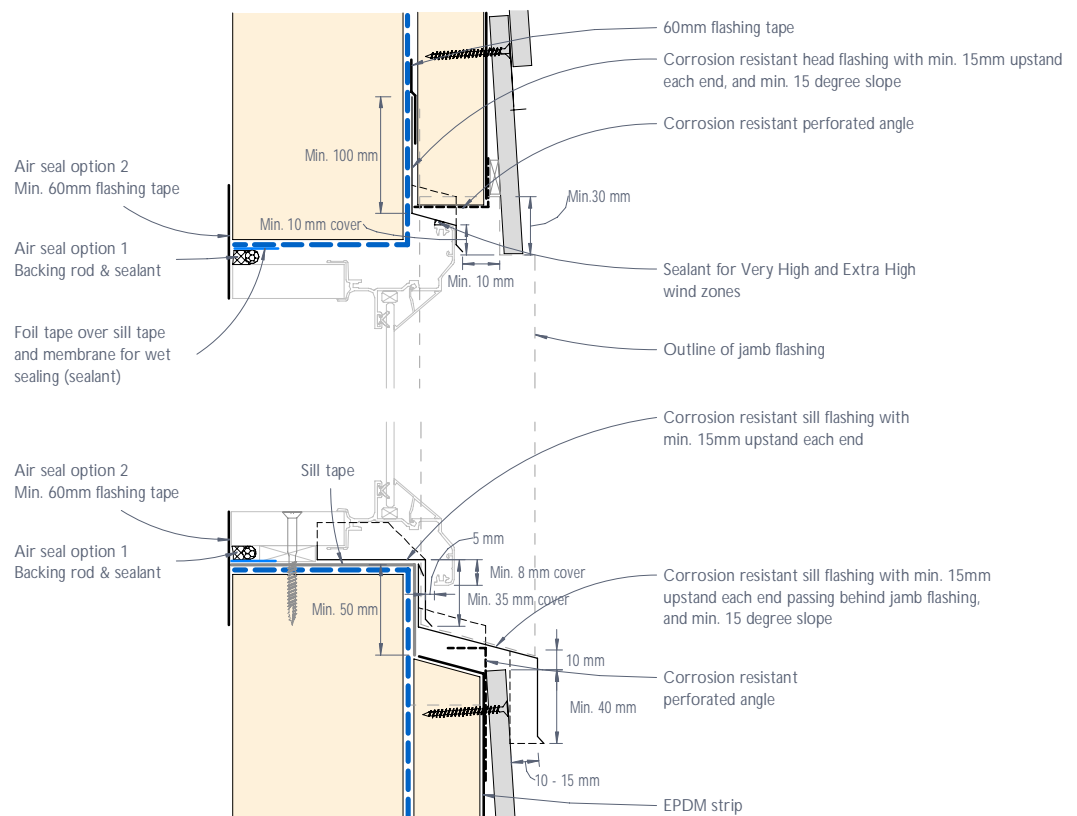 60mm flashing tape
Corrosion resistant head flashing with min. 15mm upstand
each end, and min. 15 degree slope
Corrosion resistant perforated angle
Min. 100 mm
Air seal option 2
Min. 60mm flashing tape
Min.30 mm
Min. 10 mm cover
Air seal option 1
Backing rod & sealant
Min. 10 mm
Sealant for Very High and Extra High
wind zones
Foil tape over sill tape
and membrane for wet
sealing (sealant)
Outline of jamb flashing
Corrosion resistant sill flashing with
min. 15mm upstand each end
Air seal option 2
Min. 60mm flashing tape
Sill tape
5 mm
Air seal option 1
Backing rod & sealant
Min. 8 mm cover
Min. 35 mm cover
Min. 50 mm
Corrosion resistant sill flashing with min. 15mm
upstand each end passing behind jamb flashing,
and min. 15 degree slope
10 mm
Corrosion resistant
perforated angle
Min. 40 mm
10 - 15 mm
EPDM strip